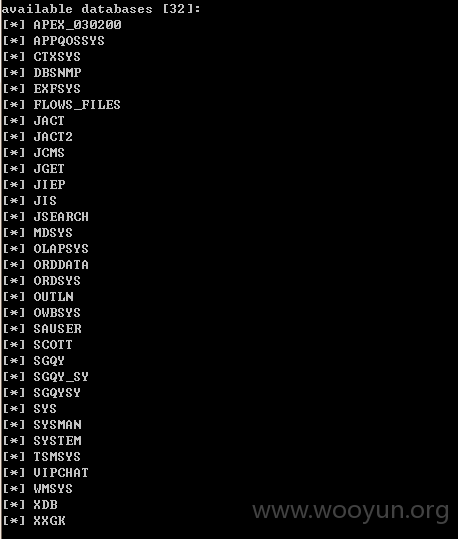 available databases [32]:
[*] APEX_030200
[*] APPQOSSYS
[*] CTXSYS
[*] DBSNMP
[*] EXFSYS
[*] FLOWS_FILES
[*] JACT
[*] JACT2
[*] JCMS
[*] JGET
[*] JIEP
[*] JIS
[*] JSEARCH
[*] MDSYS
[*] OLAPSYS
[*] ORDDATA
[*] ORDSYS
[*] OUTLN
[*] OWBSYS
[*] SAUSER
[*] SCOTT
[*] SGQY
[*] SGQY_SY
[*] SGQYSY
[*] SYS
[*] SYSMAN
[*] SYSTEM
[*] TSMSYS
[*] VIPCHAT
[*] WMSYS
[*] XDB
[*] XXGK
www.wooyun.org